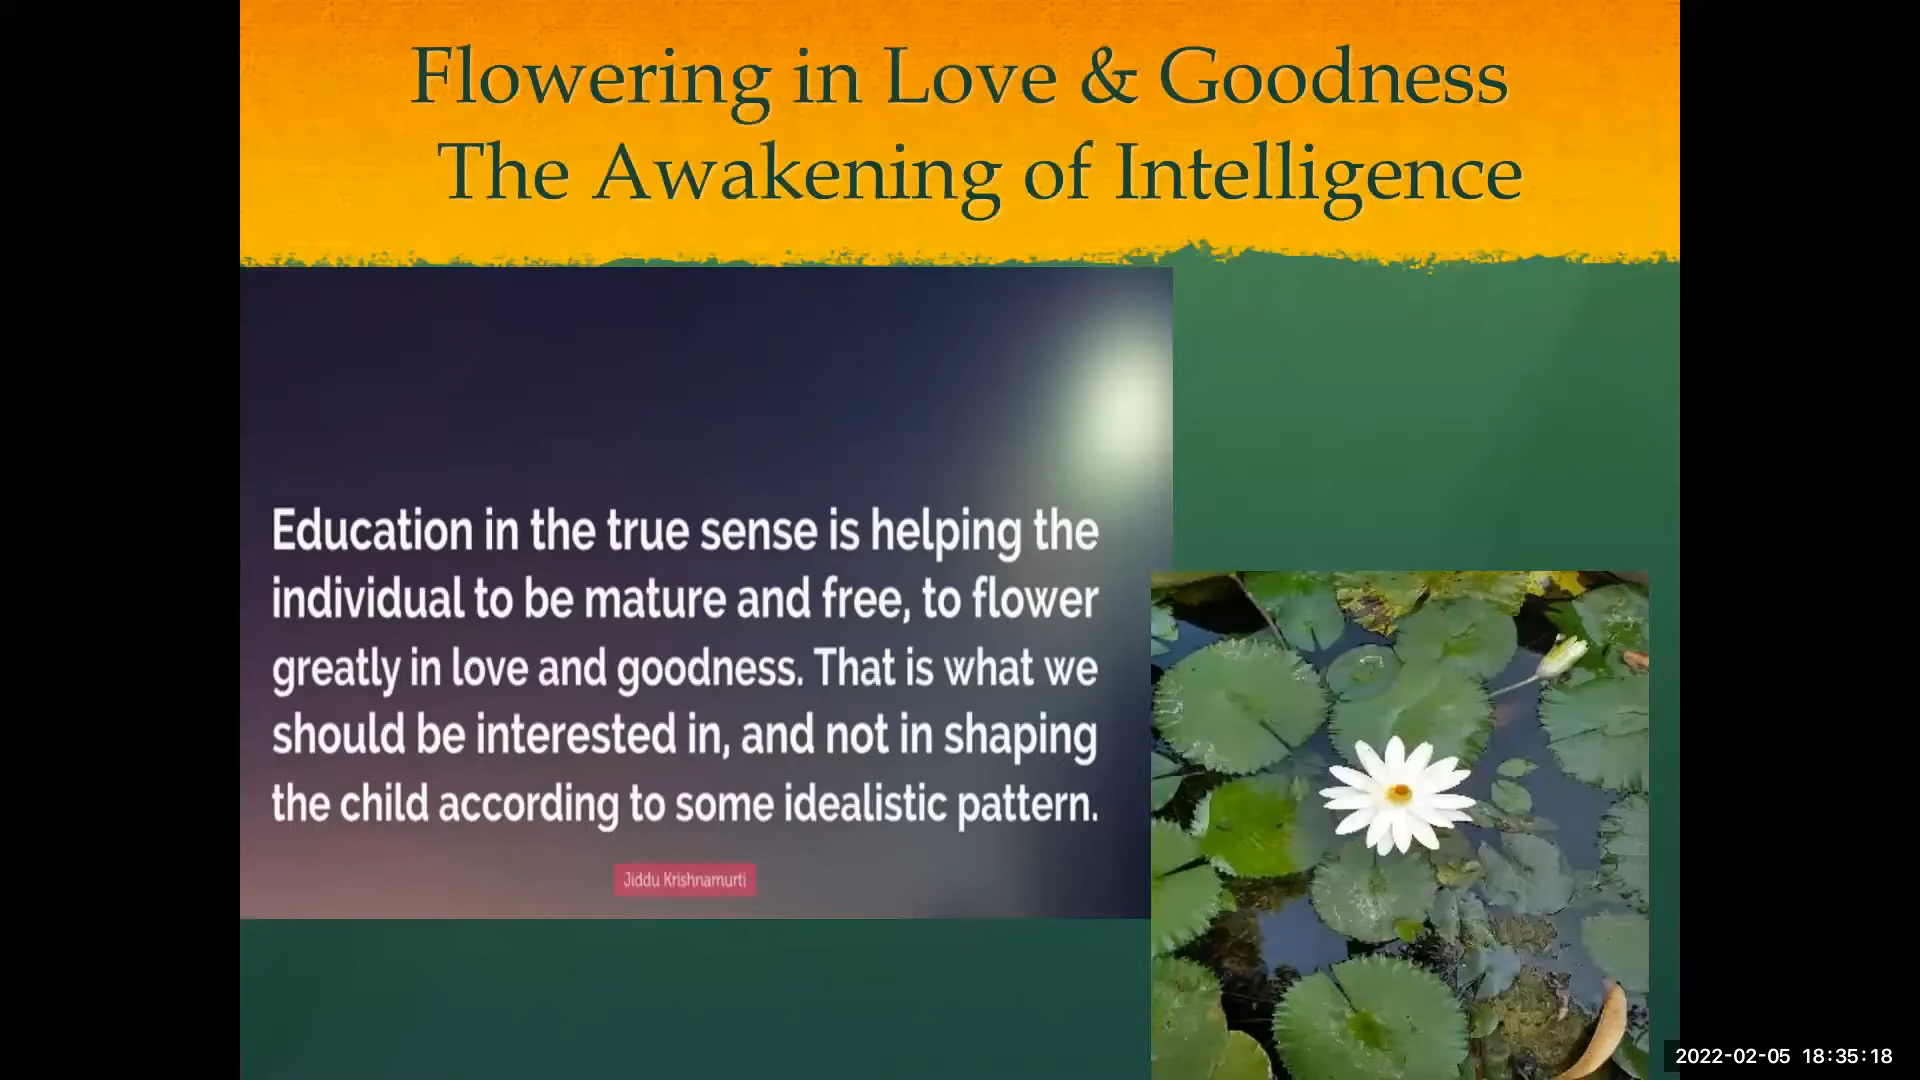 Flowering in Love & Goodness
The Awakening of Intelligence
Education in the true sense is helping the
individual to be mature and free, to flower
greatly in love and goodness. That is what we
should be interested in, and not in shaping
the child according to some idealistic pattern.
Jiddu Krishnamurti
2022-02-05 18:35:18